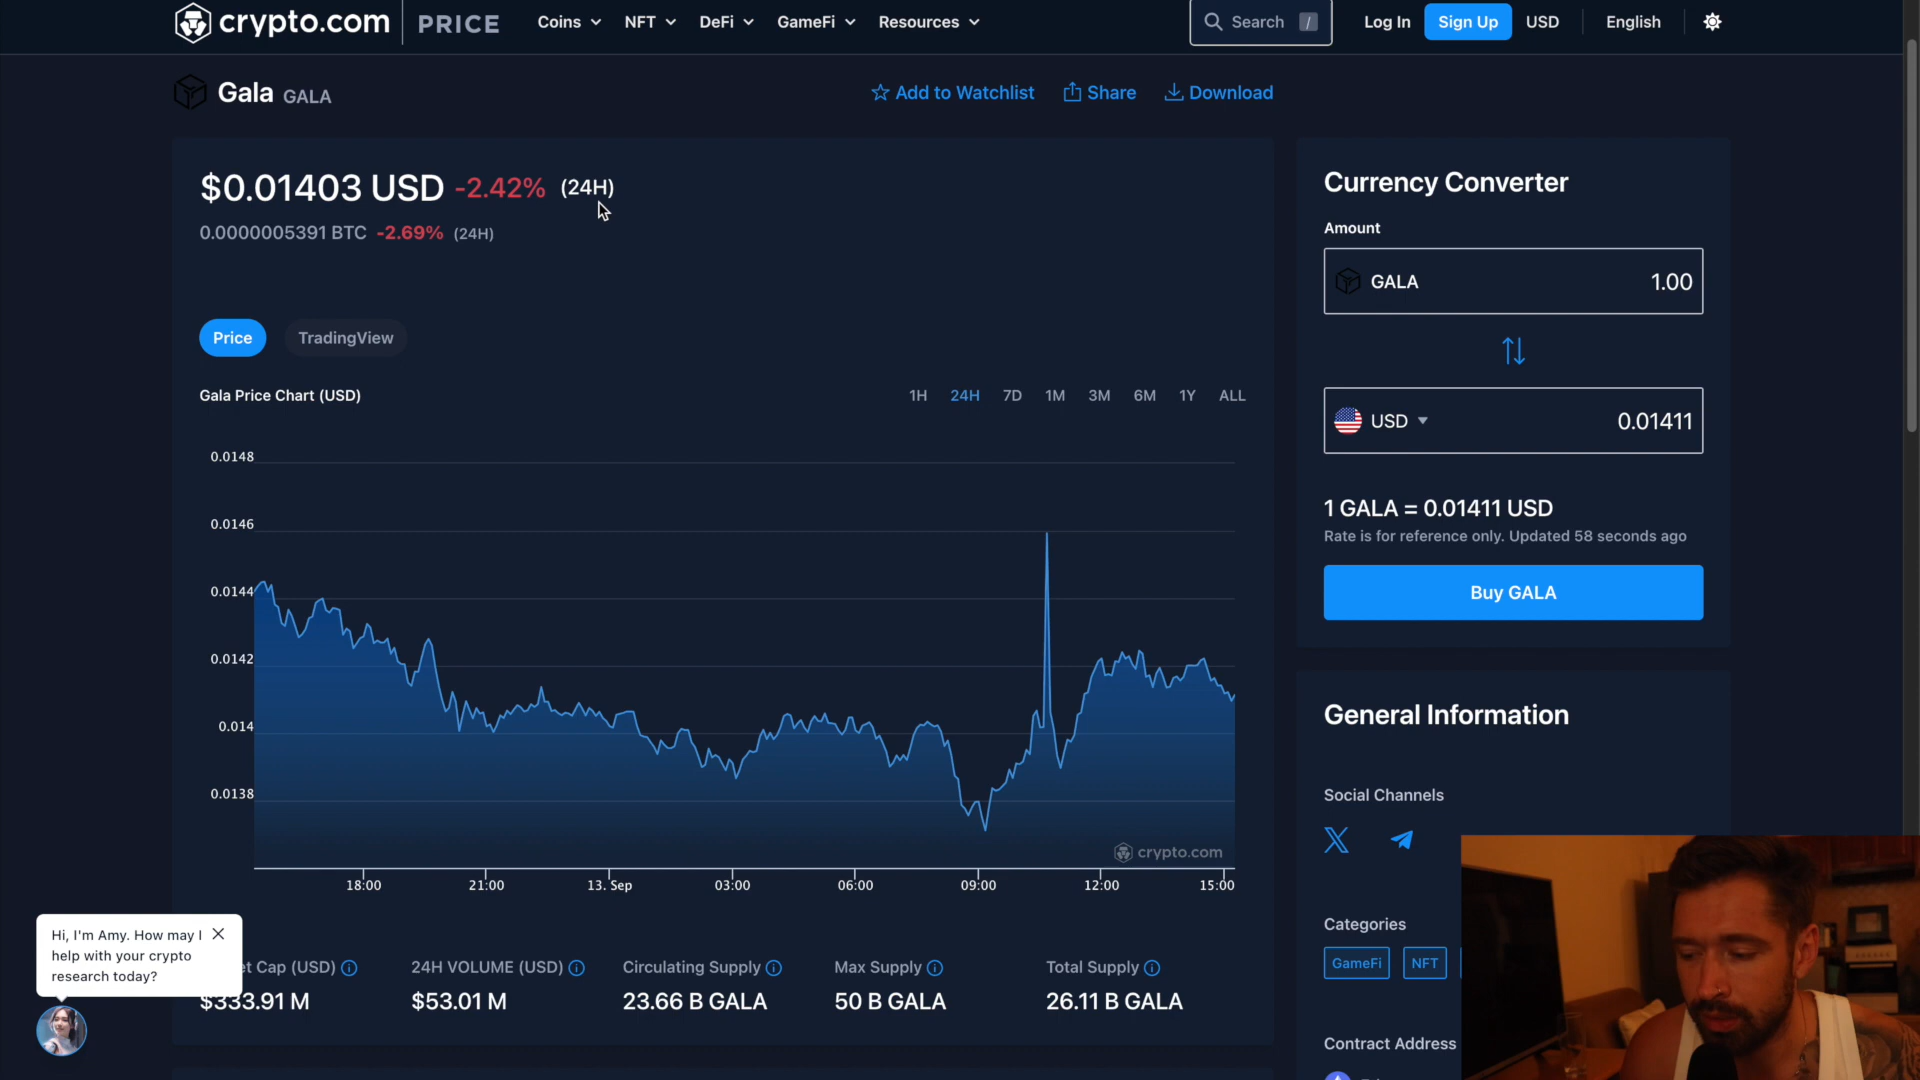 crypto.com PRICE Coins NFT DeFi GameFi Resources Search / Log In Sign Up USD English
Gala GALA Add to Watchlist Share Download
$0.01403 USD -2.42% (24H)
0.0000005391 BTC -2.69% (24H)
Price TradingView
Gala Price Chart (USD) 1H 24H 7D 1M 3M 6M 1Y ALL
0.0148
0.0146
0.0144
0.0142
0.014
0.0138
crypto.com
18:00 21:00 13. Sep 03:00 06:00 09:00 12:00 15:00
Hi, I'm Amy. How may I
help with your crypto
research today?
Cap (USD) 24H VOLUME (USD) Circulating Supply Max Supply Total Supply
$333.91 M $53.01 M 23.66 B GALA 50 B GALA 26.11 B GALA
Currency Converter
Amount
GALA 1.00
USD 0.01411
1 GALA = 0.01411 USD
Rate is for reference only. Updated 58 seconds ago
Buy GALA
General Information
Social Channels
Categories
GameFi NFT
Contract Address